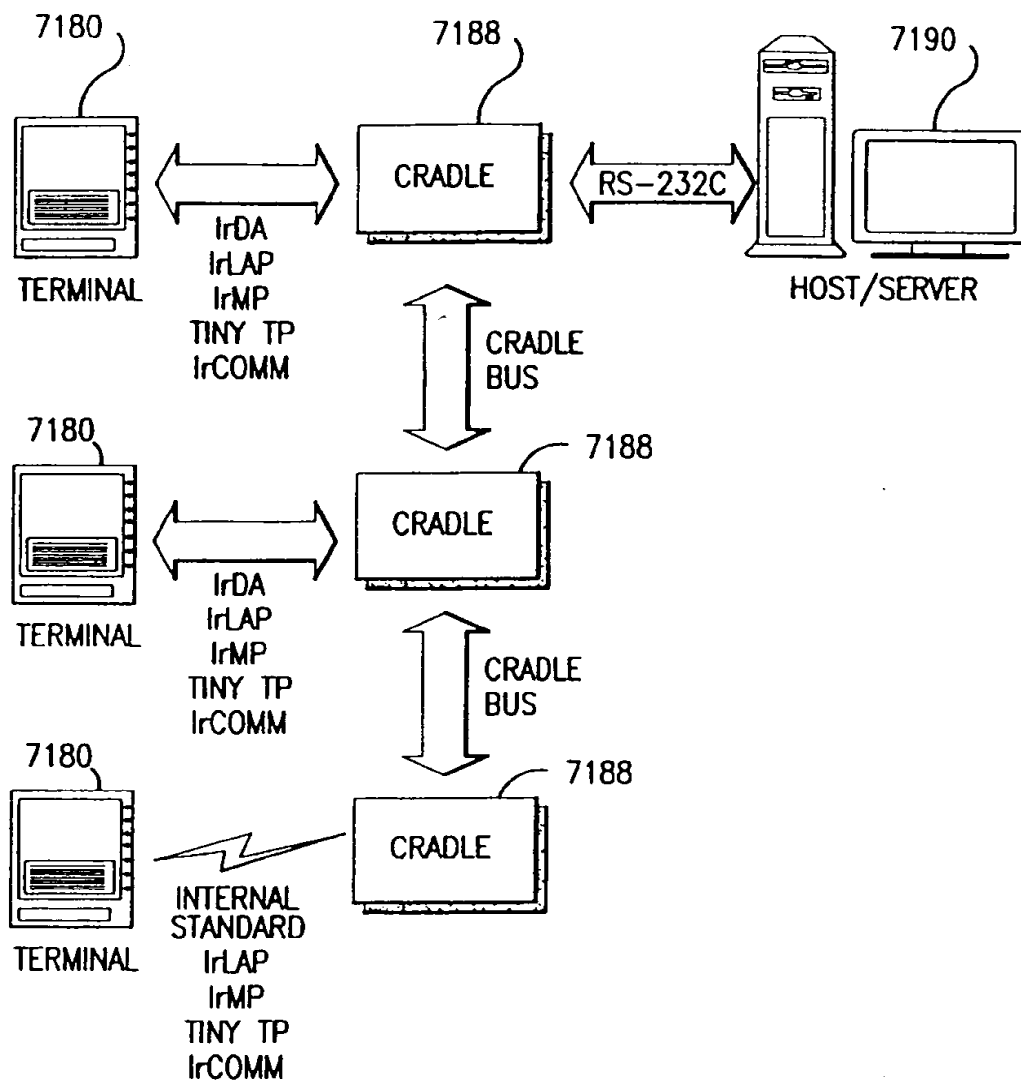 7180
7188
7190
CRADLE
RS-232C
TERMINAL
IrDA
IrLAP
IrMP
TINY TP
IrCOMM
HOST/SERVER
CRADLE
BUS
7180
7188
CRADLE
TERMINAL
IrDA
IrLAP
IrMP
TINY TP
IrCOMM
CRADLE
BUS
7180
7188
CRADLE
TERMINAL
INTERNAL
STANDARD
IrLAP
IrMP
TINY TP
IrCOMM